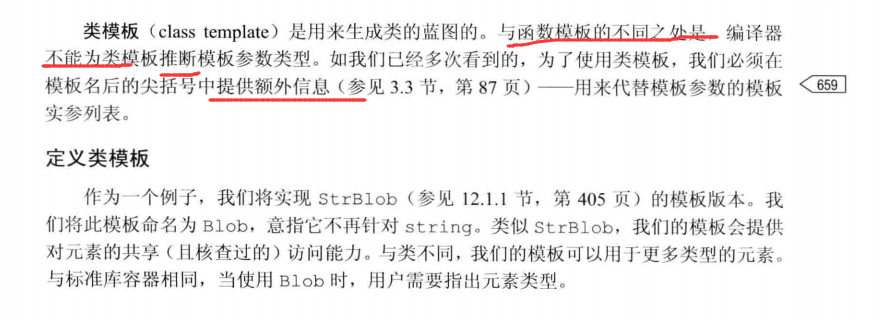 类模板（class template）是用来生成类的蓝图的。与函数模板的不同之处是，编译器
不能为类模板推断模板参数类型。如我们已经多次看到的，为了使用类模板，我们必须在
模板名后的尖括号中提供额外信息（参见 3.3 节，第 87 页）——用来代替模板参数的模板
659
实参列表。
定义类模板
作为一个例子，我们将实现 StrBlob（参见 12.1.1 节，第 405 页）的模板版本。我
们将此模板命名为 Blob，意指它不再针对 string。类似 StrBlob，我们的模板会提供
对元素的共享（且核查过的）访问能力。与类不同，我们的模板可以用于更多类型的元素。
与标准库容器相同，当使用 Blob 时，用户需要指出元素类型。